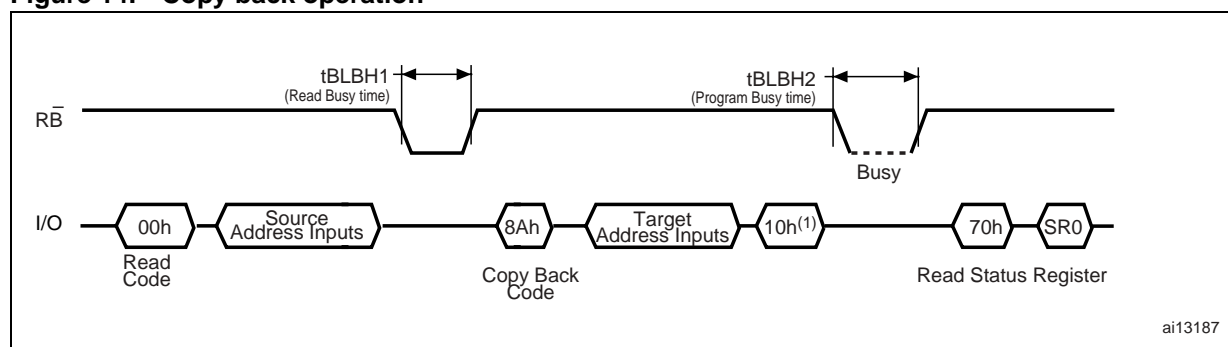 Figure 14. Copy back operation
tBLBH1
(Read Busy time)
tBLBH2
(Program Busy time)
RB̅
Busy
I/O
00h
Source
Address Inputs
8Ah
Target
Address Inputs
10h(1)
70h
SR0
Read
Code
Copy Back
Code
Read Status Register
ai13187